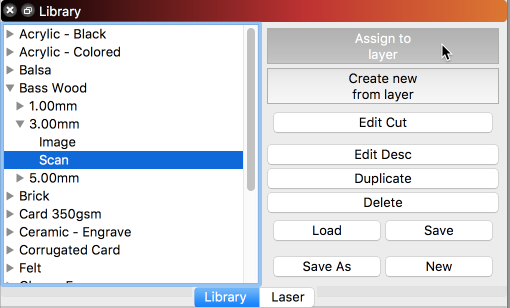 Library
Acrylic - Black
Acrylic - Colored
Balsa
Bass Wood
1.00mm
3.00mm
Image
Scan
5.00mm
Brick
Card 350gsm
Ceramic - Engrave
Corrugated Card
Felt
Assign to
layer
Create new
from layer
Edit Cut
Edit Desc
Duplicate
Delete
Load Save
Save As New
Library Laser